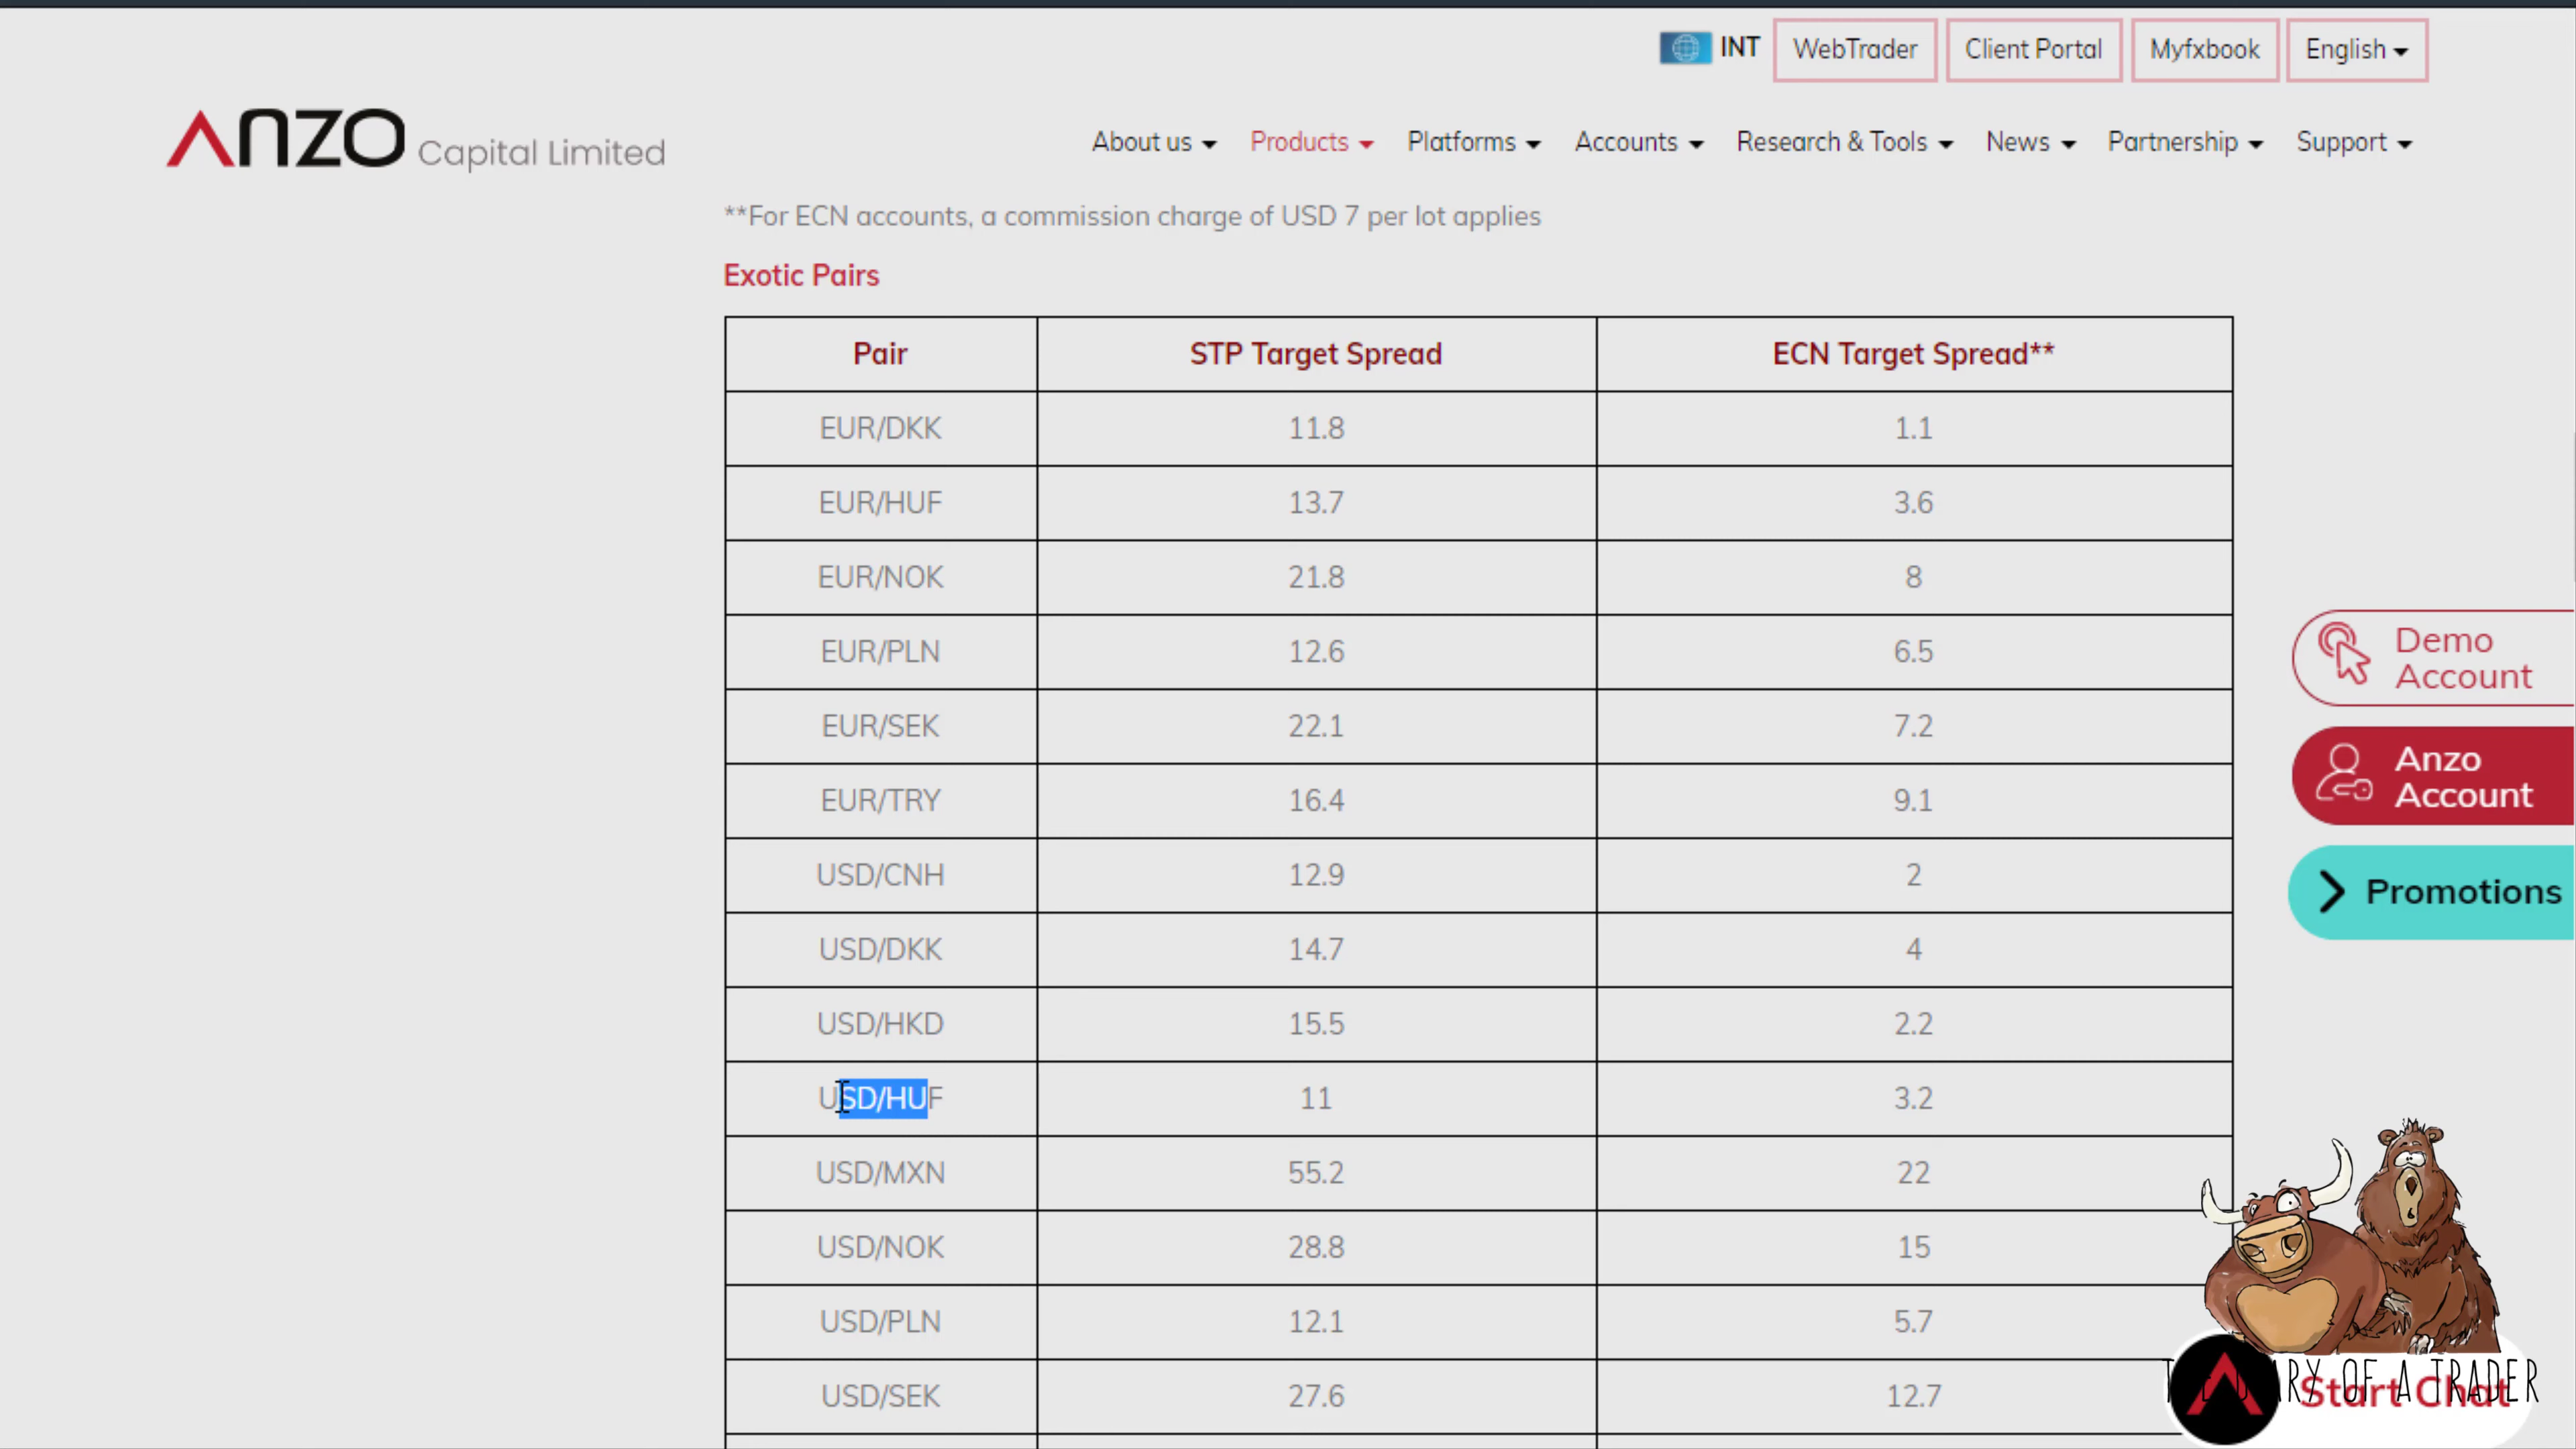 INT WebTrader Client Portal Myfxbook English
ANZO Capital Limited
About us Products Platforms Accounts Research & Tools News Partnership Support
**For ECN accounts, a commission charge of USD 7 per lot applies
Exotic Pairs
Pair STP Target Spread ECN Target Spread**
EUR/DKK 11.8 1.1
EUR/HUF 13.7 3.6
EUR/NOK 21.8 8
EUR/PLN 12.6 6.5
EUR/SEK 22.1 7.2
EUR/TRY 16.4 9.1
USD/CNH 12.9 2
USD/DKK 14.7 4
USD/HKD 15.5 2.2
USD/HUF 11 3.2
USD/MXN 55.2 22
USD/NOK 28.8 15
USD/PLN 12.1 5.7
USD/SEK 27.6 12.7
Demo
Account
Anzo
Account
Promotions
OF A TRADER
Start Chat